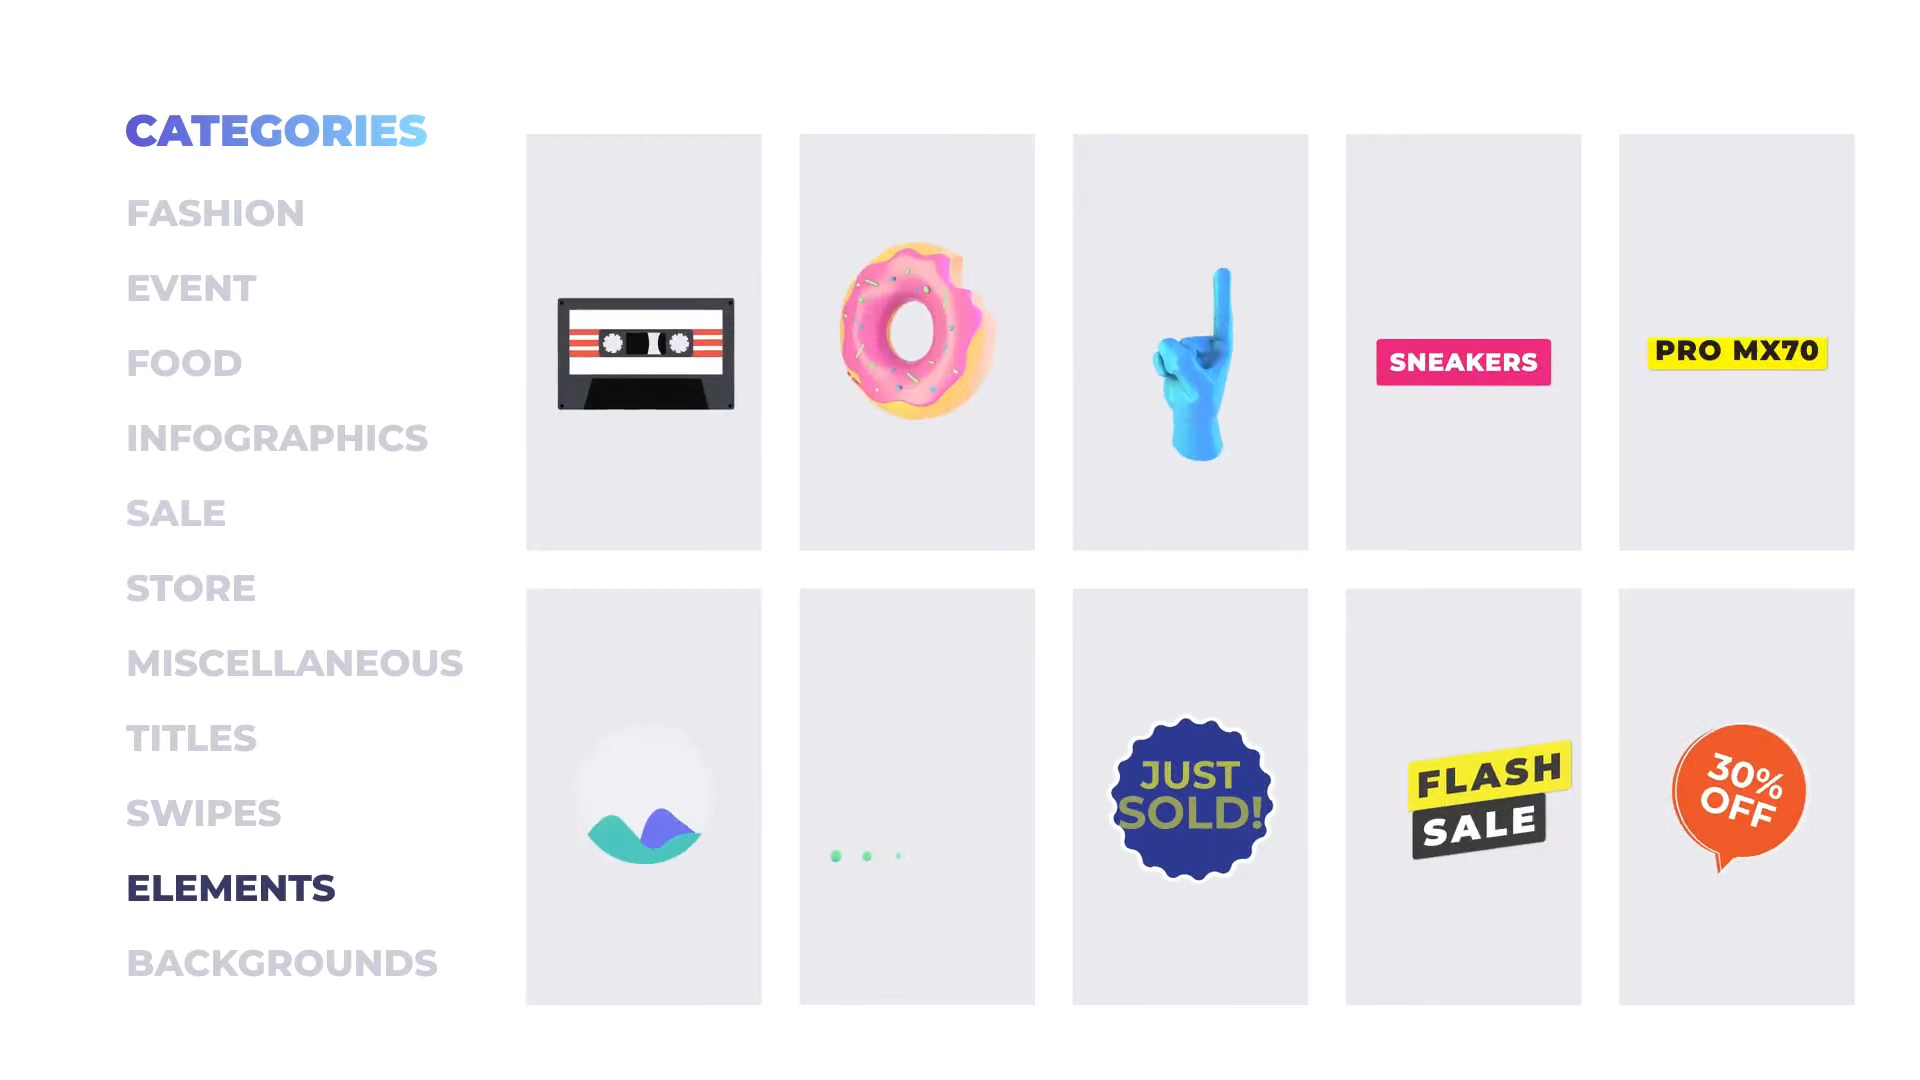 CATEGORIES
FASHION
EVENT
FOOD
INFOGRAPHICS
SALE
STORE
MISCELLANEOUS
TITLES
SWIPES
ELEMENTS
BACKGROUNDS
SNEAKERS
PRO MX70
JUST
SOLD!
FLASH
SALE
30%
OFF